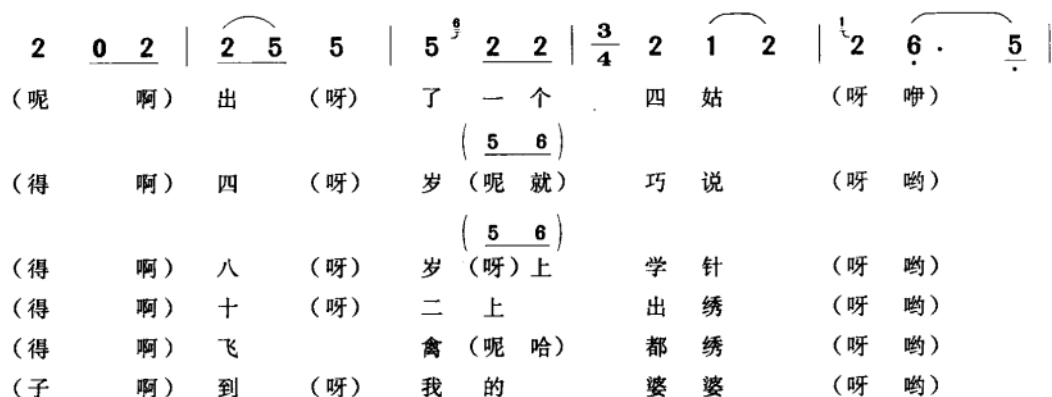 2 0 2 | 2 5 5 | 5 6 2 2 | 3/4 2 1 2 | 1 2 6 . 5 |
（呢 啊） 出 （呀） 了 一 个 四 姑 （呀 咿）
( 5 6 )
（得 啊） 四 （呀） 岁 （呢 就） 巧 说 （呀 哟）
( 5 6 )
（得 啊） 八 （呀） 岁 （呀）上 学 针 （呀 哟）
（得 啊） 十 （呀） 二 上 出 绣 （呀 哟）
（得 啊） 飞 禽 （呢 哈） 都 绣 （呀 哟）
（子 啊） 到 （呀） 我 的 婆 婆 （呀 哟）